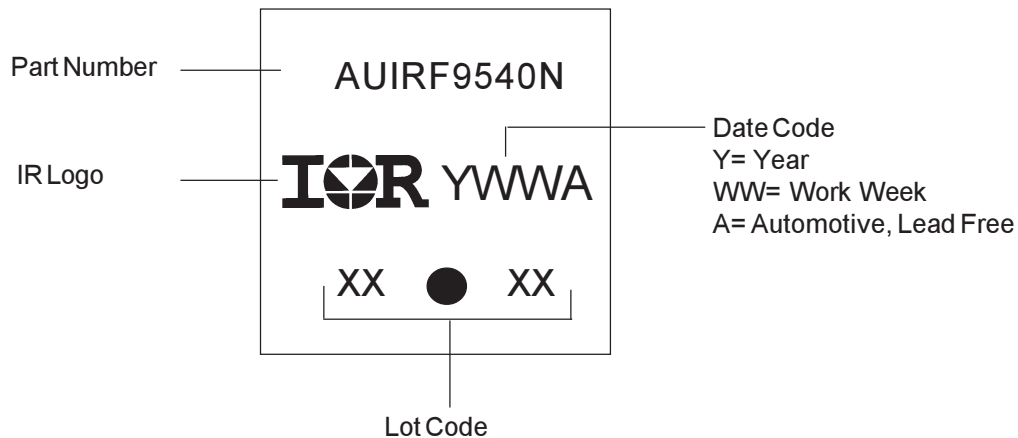 Part Number
AUIRF9540N
IR Logo
IOR YWWA
Date Code
Y= Year
WW= Work Week
A= Automotive, Lead Free
XX XX
Lot Code